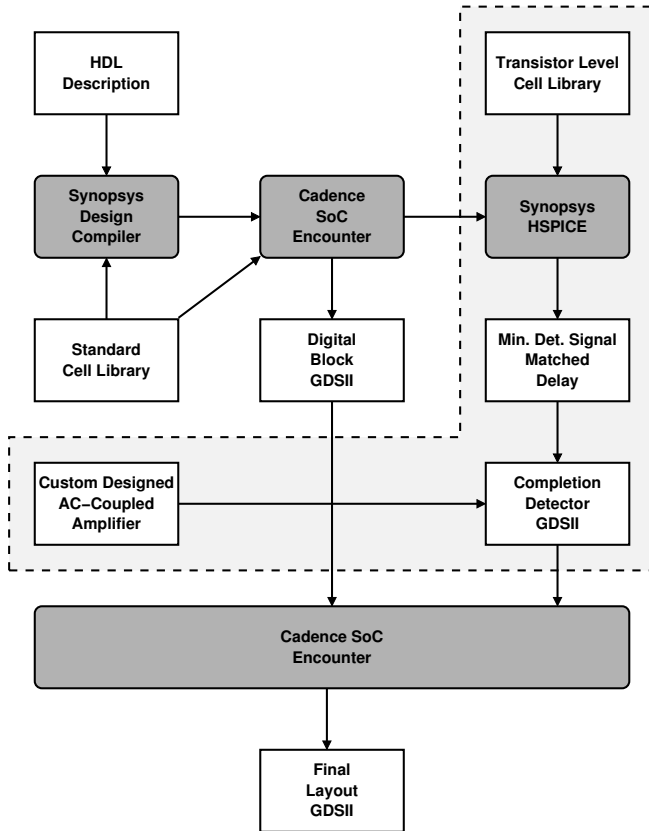 HDL
Description
Transistor Level
Cell Library
Synopsys
Design
Compiler
Cadence
SoC
Encounter
Synopsys
HSPICE
Standard
Cell Library
Digital
Block
GDSII
Min. Det. Signal
Matched
Delay
Custom Designed
AC−Coupled
Amplifier
Completion
Detector
GDSII
Cadence SoC
Encounter
Final
Layout
GDSII